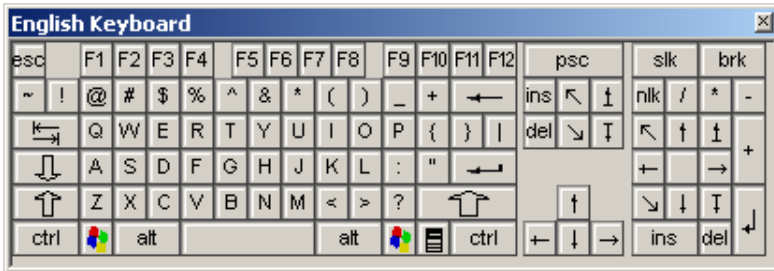 English Keyboard
esc F1 F2 F3 F4 F5 F6 F7 F8 F9 F10 F11 F12 psc slk brk
~ ! @ # $ % ^ & * ( ) _ + ← ins ↖ ↥ nlk / * -
↹ Q W E R T Y U I O P { } | del ↘ ↧ ↖ ↑ ↥ +
⇩ A S D F G H J K L : " ↵ ← →
⇧ Z X C V B N M < > ? ⇧ ↑ ↘ ↓ ↧ ↵
ctrl alt alt ctrl ← ↓ → ins del